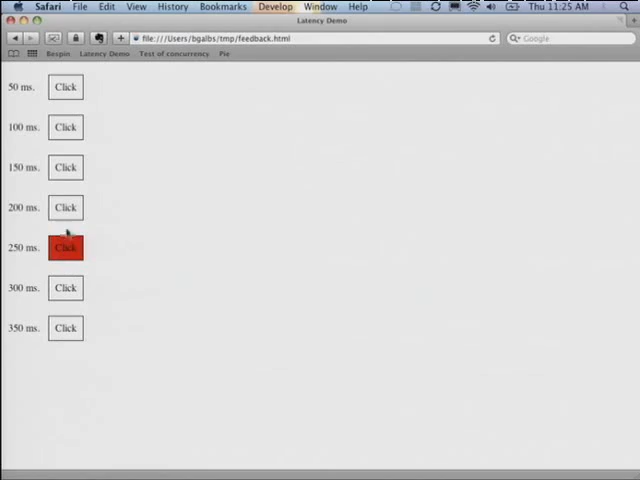 Safari File Edit View History Bookmarks Develop Window Help Thu 11:25 AM
Latency Demo
file:///Users/bgalbs/tmp/feedback.html Google
Bespin Latency Demo Test of concurrency Pie
50 ms. Click
100 ms. Click
150 ms. Click
200 ms. Click
250 ms. Click
300 ms. Click
350 ms. Click